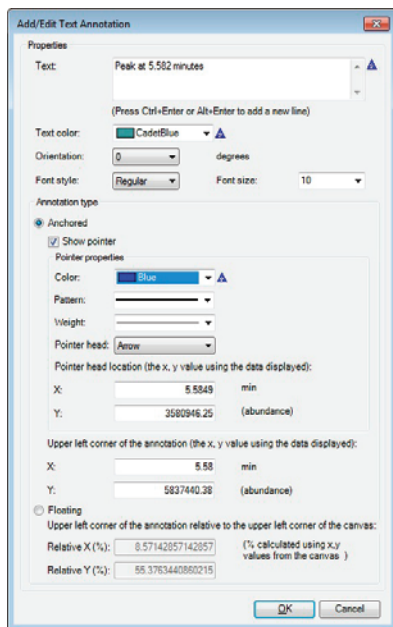 Add/Edit Text Annotation
Properties
Text: Peak at 5.582 minutes
(Press Ctrl+Enter or Alt+Enter to add a new line)
Text color: CadetBlue
Orientation: 0 degrees
Font style: Regular Font size: 10
Annotation type
Anchored
Show pointer
Pointer properties
Color: Blue
Pattern:
Weight:
Pointer head: Arrow
Pointer head location (the x, y value using the data displayed):
X: 5.5849 min
Y: 3580946.25 (abundance)
Upper left corner of the annotation (the x, y value using the data displayed):
X: 5.58 min
Y: 5837440.38 (abundance)
Floating
Upper left corner of the annotation relative to the upper left corner of the canvas:
Relative X (%): 8.57142857142857 (% calculated using x,y
values from the canvas )
Relative Y (%): 55.3763440860215
OK Cancel